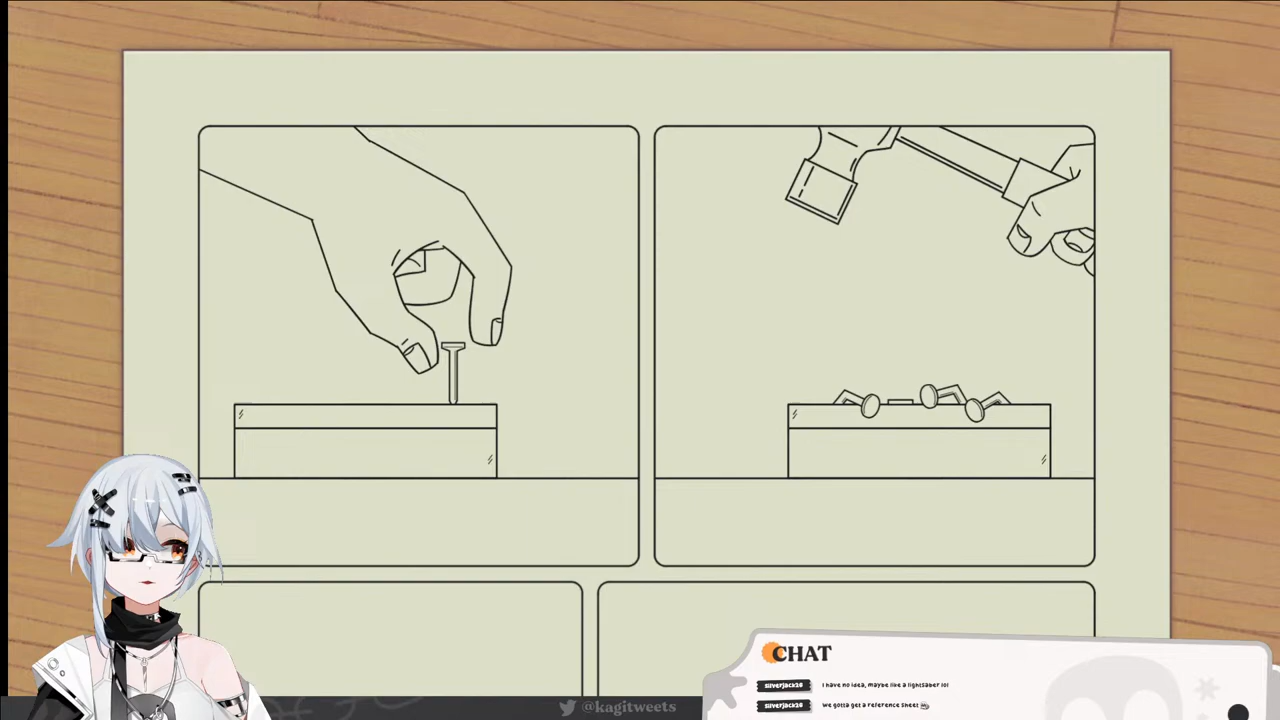 CHAT
silverjack28 I have no idea, maybe like a lightsaber lol
silverjack28 We gotta get a reference sheet
@kagitweets